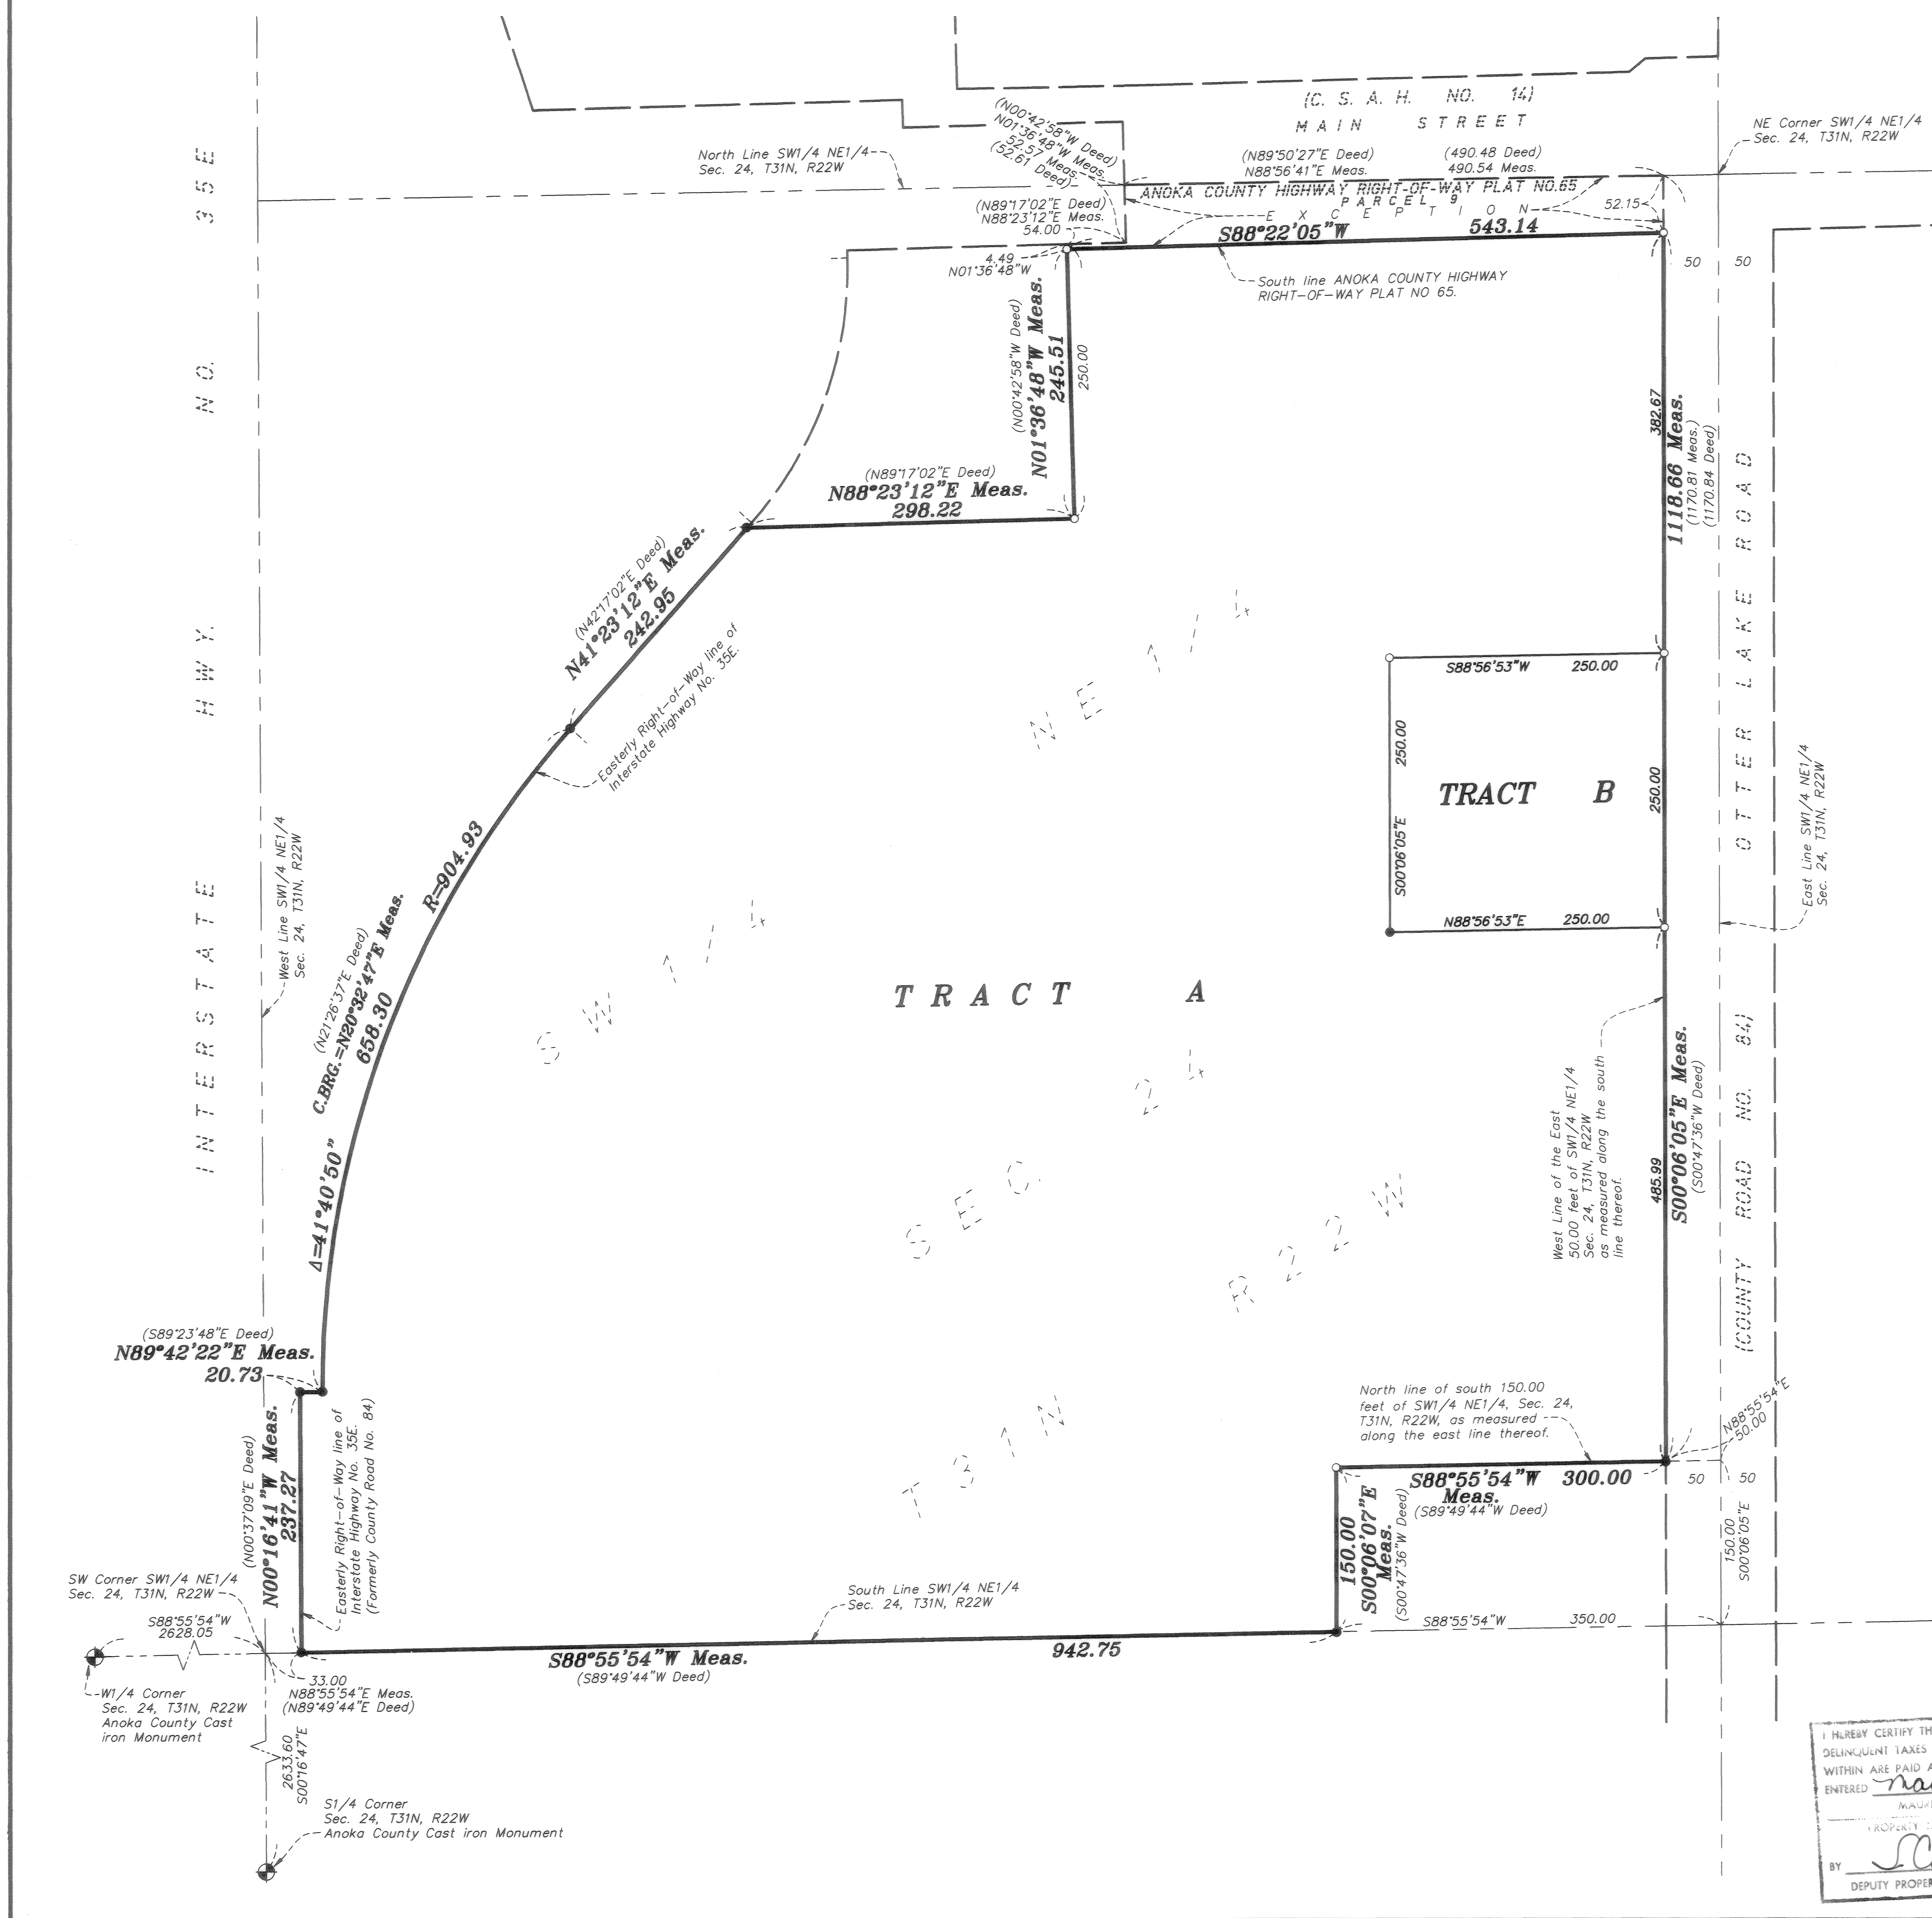 (C. S. A. H. NO. 14)
MAIN STREET
NE Corner SW1/4 NE1/4
Sec. 24, T31N, R22W
North Line SW1/4 NE1/4
Sec. 24, T31N, R22W
(N00°42'58"W Deed)
N01°36'48"W Meas.
52.57 Meas.
(52.61 Deed)
(N89°50'27"E Deed) (490.48 Deed)
N88°56'41"E Meas. 490.54 Meas.
ANOKA COUNTY HIGHWAY RIGHT-OF-WAY PLAT NO.65
PARCEL 9
EXCEPTION
52.15
(N89°17'02"E Deed)
N88°23'12"E Meas.
54.00
S88°22'05"W 543.14
4.49
N01°36'48"W
South line ANOKA COUNTY HIGHWAY
RIGHT-OF-WAY PLAT NO 65.
50 50
(N00°42'58"W Deed)
N01°36'48"W Meas.
245.51
250.00
(N89°17'02"E Deed)
N88°23'12"E Meas.
298.22
382.67
1118.66 Meas.
(1170.81 Meas.)
(1170.84 Deed)
(N42°17'02"E Deed)
N41°23'12"E Meas.
242.95
Easterly Right-of-Way line of
Interstate Highway No. 35E.
INTERSTATE HWY. NO. 35E
OTTER LAKE ROAD
(COUNTY ROAD NO. 84)
S88°56'53"W 250.00
250.00
S00°06'05"E
TRACT B
250.00
N88°56'53"E 250.00
East Line SW1/4 NE1/4
Sec. 24, T31N, R22W
West Line SW1/4 NE1/4
Sec. 24, T31N, R22W
R=904.93
(N21°26'37"E Deed)
C.BRG.=N20°32'47"E Meas.
658.30
Δ=41°40'50"
TRACT A
SW 1/4 NE 1/4
SEC. 24
T31N R22W
West Line of the East
50.00 feet of SW1/4 NE1/4
Sec. 24, T31N, R22W
as measured along the south
line thereof.
485.99
S00°06'05"E Meas.
(S00°47'36"W Deed)
(S89°23'48"E Deed)
N89°42'22"E Meas.
20.73
(N00°37'09"E Deed)
N00°16'41"W Meas.
237.27
Easterly Right-of-Way line of
Interstate Highway No. 35E.
(Formerly County Road No. 84)
North line of south 150.00
feet of SW1/4 NE1/4, Sec. 24,
T31N, R22W, as measured
along the east line thereof.
N88°55'54"E
50.00
S88°55'54"W 300.00
Meas.
(S89°49'44"W Deed)
50 50
150.00
S00°06'07"E
Meas.
(S00°47'36"W Deed)
150.00
S00°06'05"E
SW Corner SW1/4 NE1/4
Sec. 24, T31N, R22W
S88°55'54"W
2628.05
South Line SW1/4 NE1/4
Sec. 24, T31N, R22W
S88°55'54"W 350.00
S88°55'54"W Meas. 942.75
(S89°49'44"W Deed)
33.00
N88°55'54"E Meas.
(N89°49'44"E Deed)
W1/4 Corner
Sec. 24, T31N, R22W
Anoka County Cast
iron Monument
2633.60
S00°16'47"E
S1/4 Corner
Sec. 24, T31N, R22W
Anoka County Cast iron Monument
I HEREBY CERTIFY TH
DELINQUENT TAXES
WITHIN ARE PAID A
ENTERED
BY
DEPUTY PROPER